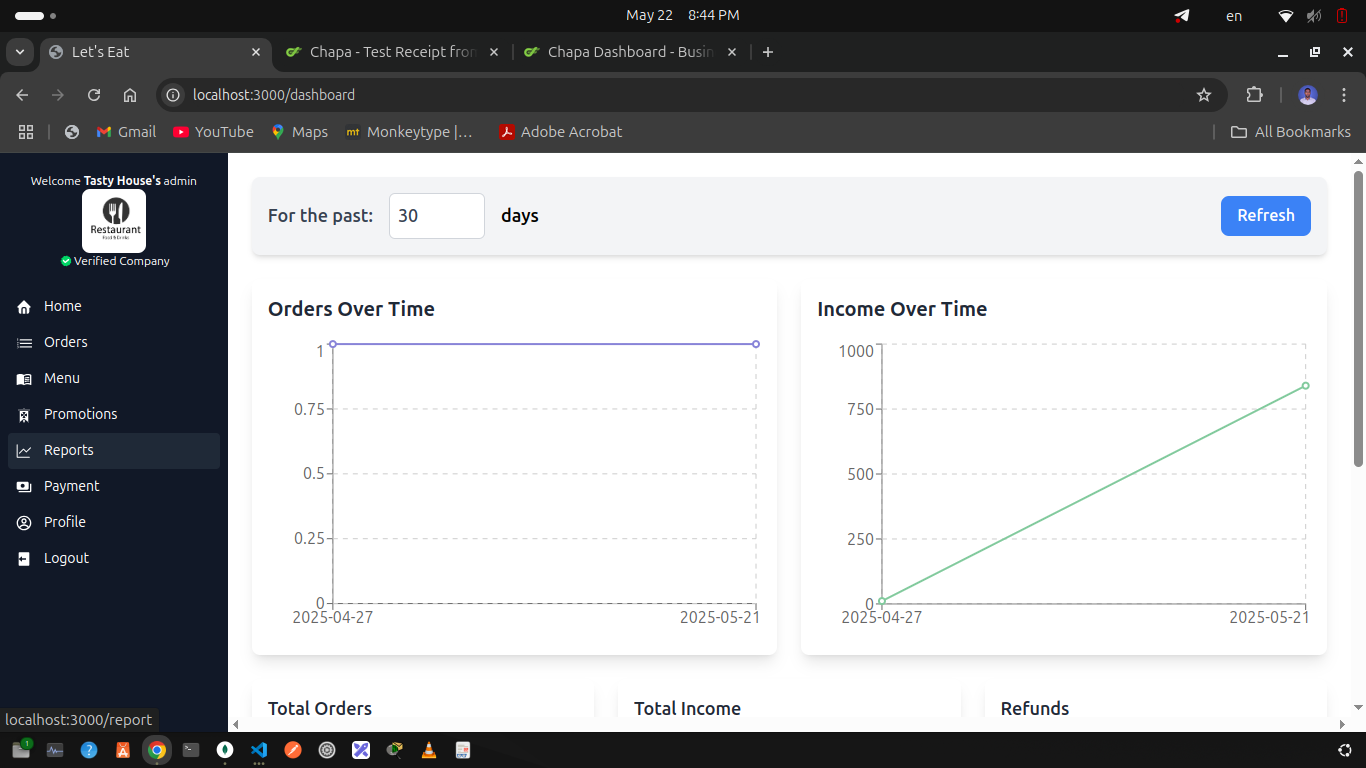 May 22 8:44 PM
en
Let's Eat
Chapa - Test Receipt from
Chapa Dashboard - Busin
localhost:3000/dashboard
Gmail
YouTube
Maps
mt Monkeytype |...
Adobe Acrobat
All Bookmarks
Welcome Tasty House's admin
Restaurant
Food & Drinks
Verified Company
Home
Orders
Menu
Promotions
Reports
Payment
Profile
Logout
For the past: 30 days
Refresh
Orders Over Time
1
0.75
0.5
0.25
0
2025-04-27 2025-05-21
Income Over Time
1000
750
500
250
0
2025-04-27 2025-05-21
Total Orders
Total Income
Refunds
localhost:3000/report
1